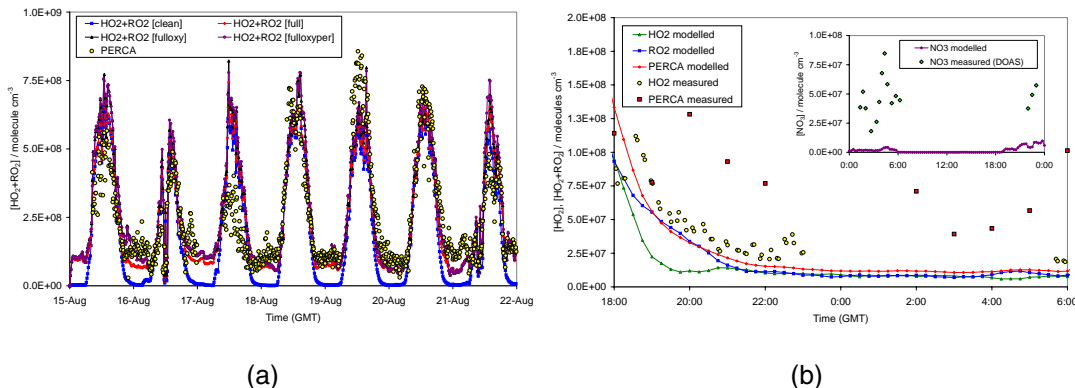 1.0E+09
7.5E+08
5.0E+08
2.5E+08
0.0E+00
[HO2+RO2] / molecule cm-3
HO2+RO2 [clean]
HO2+RO2 [full]
HO2+RO2 [fulloxy]
HO2+RO2 [fulloxyper]
PERCA
15-Aug 16-Aug 17-Aug 18-Aug 19-Aug 20-Aug 21-Aug 22-Aug
Time (GMT)
(a)
2.0E+08
1.8E+08
1.5E+08
1.3E+08
1.0E+08
7.5E+07
5.0E+07
2.5E+07
0.0E+00
[HO2], [HO2+RO2] / molecules cm-3
HO2 modelled
RO2 modelled
PERCA modelled
HO2 measured
PERCA measured
1.0E+08
7.5E+07
5.0E+07
2.5E+07
0.0E+00
[NO3] / molecules cm-3
NO3 modelled
NO3 measured (DOAS)
0:00 6:00 18:00 0:00
Time (GMT)
18:00 20:00 22:00 0:00 2:00 4:00 6:00
Time (GMT)
(b)